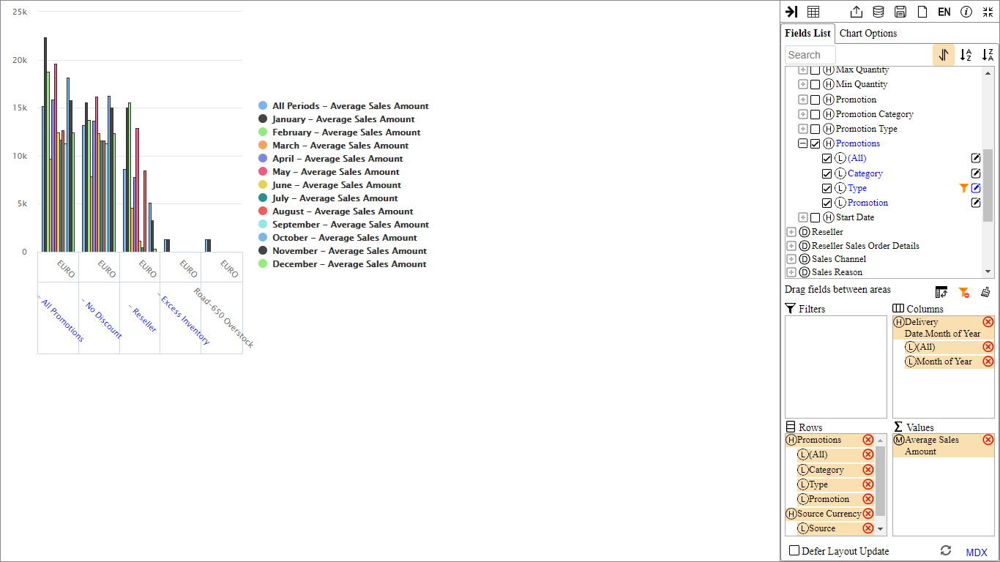 25k
20k
15k
10k
5k
0
EURO
EURO
EURO
EURO
EURO
– All Promotions
– No Discount
– Reseller
– Excess Inventory
Road–650 Overstock
All Periods – Average Sales Amount
January – Average Sales Amount
February – Average Sales Amount
March – Average Sales Amount
April – Average Sales Amount
May – Average Sales Amount
June – Average Sales Amount
July – Average Sales Amount
August – Average Sales Amount
September – Average Sales Amount
October – Average Sales Amount
November – Average Sales Amount
December – Average Sales Amount
EN
Fields List
Chart Options
Search
A Z
Z A
H Max Quantity
H Min Quantity
H Promotion
H Promotion Category
H Promotion Type
H Promotions
L (All)
L Category
L Type
L Promotion
H Start Date
D Reseller
D Reseller Sales Order Details
D Sales Channel
D Sales Reason
Drag fields between areas
Filters
Columns
H Delivery
Date.Month of Year
L (All)
L Month of Year
Rows
H Promotions
L (All)
L Category
L Type
L Promotion
H Source Currency
L Source
Σ Values
M Average Sales
Amount
Defer Layout Update
MDX